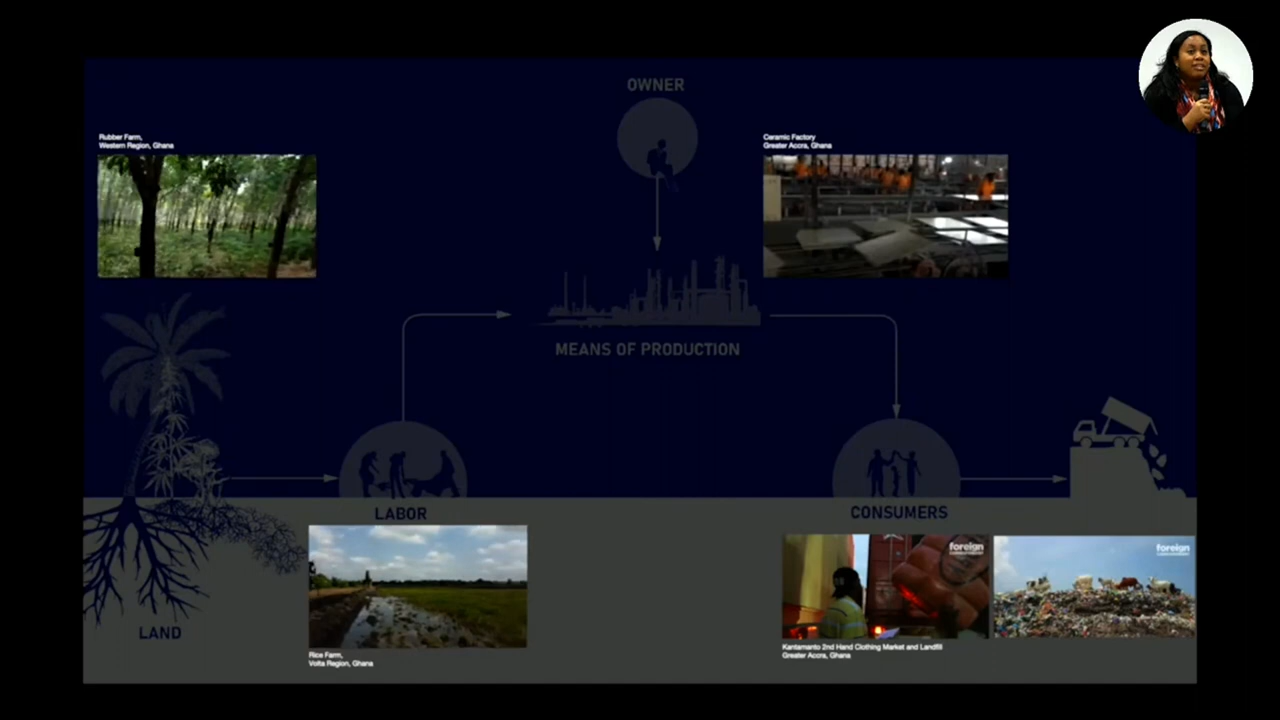 OWNER
Rubber Farm,
Western Region, Ghana
Ceramic Factory
Greater Accra, Ghana
MEANS OF PRODUCTION
LABOR
CONSUMERS
LAND
Rice Farm,
Volta Region, Ghana
foreign
foreign
Kantamanto 2nd Hand Clothing Market and Landfill
Greater Accra, Ghana